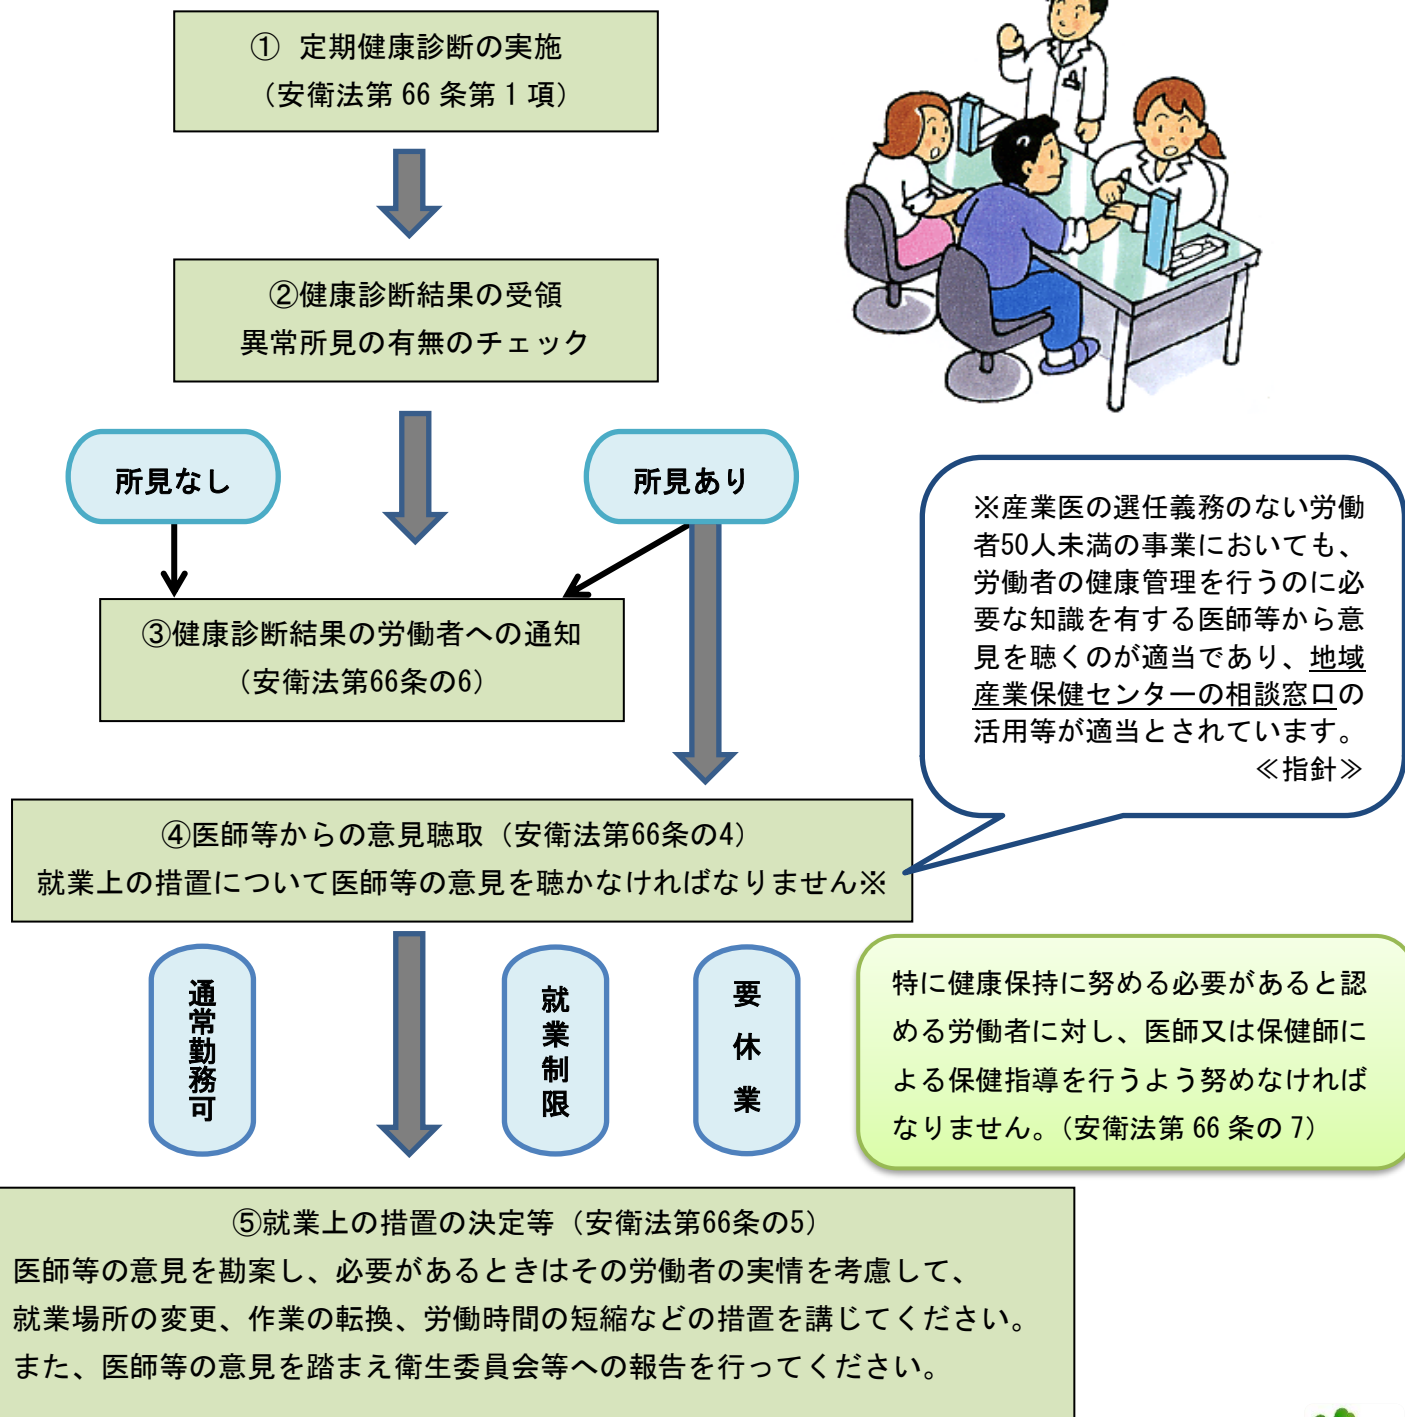 ① 定期健康診断の実施
（安衛法第 66 条第 1 項）
②健康診断結果の受領
異常所見の有無のチェック
所見なし
所見あり
③健康診断結果の労働者への通知
（安衛法第66条の6）
※産業医の選任義務のない労働
者50人未満の事業においても、
労働者の健康管理を行うのに必
要な知識を有する医師等から意
見を聴くのが適当であり、地域
産業保健センターの相談窓口の
活用等が適当とされています。
≪指針≫
④医師等からの意見聴取（安衛法第66条の4）
就業上の措置について医師等の意見を聴かなければなりません※
通常勤務可
就業制限
要休業
特に健康保持に努める必要があると認
める労働者に対し、医師又は保健師に
よる保健指導を行うよう努めなければ
なりません。（安衛法第 66 条の 7）
⑤就業上の措置の決定等（安衛法第66条の5）
医師等の意見を勘案し、必要があるときはその労働者の実情を考慮して、
就業場所の変更、作業の転換、労働時間の短縮などの措置を講じてください。
また、医師等の意見を踏まえ衛生委員会等への報告を行ってください。